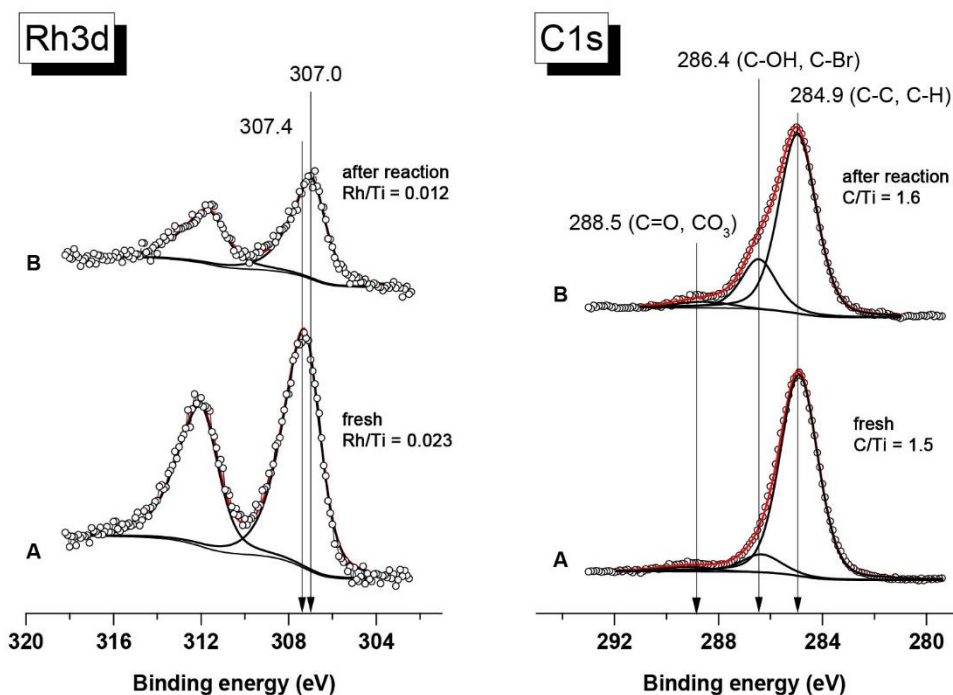 Rh3d
307.0
307.4
after reaction
Rh/Ti = 0.012
B
fresh
Rh/Ti = 0.023
A
320 316 312 308 304
Binding energy (eV)
C1s
286.4 (C-OH, C-Br)
284.9 (C-C, C-H)
after reaction
C/Ti = 1.6
288.5 (C=O, CO₃)
B
fresh
C/Ti = 1.5
A
292 288 284 280
Binding energy (eV)